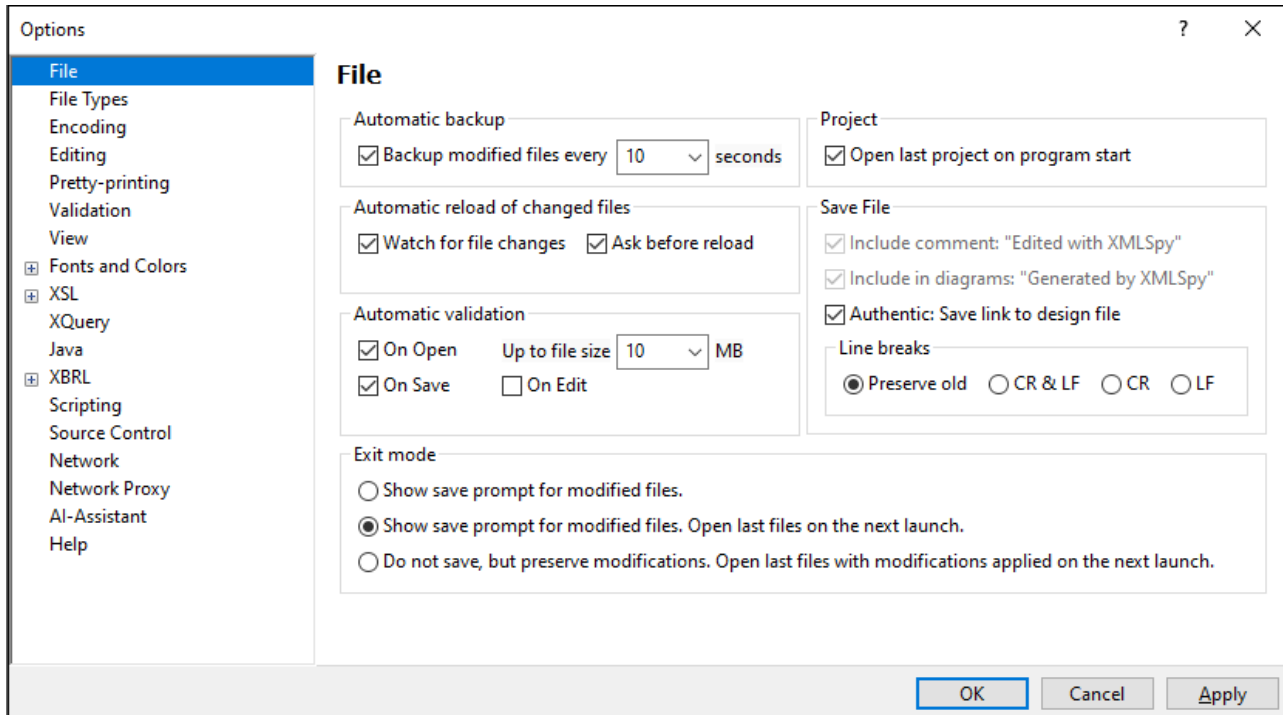 Options
?
File
File Types
Encoding
Editing
Pretty-printing
Validation
View
Fonts and Colors
XSL
XQuery
Java
XBRL
Scripting
Source Control
Network
Network Proxy
AI-Assistant
Help
File
Automatic backup
Backup modified files every 10 seconds
Automatic reload of changed files
Watch for file changes Ask before reload
Automatic validation
On Open Up to file size 10 MB
On Save On Edit
Project
Open last project on program start
Save File
Include comment: "Edited with XMLSpy"
Include in diagrams: "Generated by XMLSpy"
Authentic: Save link to design file
Line breaks
Preserve old CR & LF CR LF
Exit mode
Show save prompt for modified files.
Show save prompt for modified files. Open last files on the next launch.
Do not save, but preserve modifications. Open last files with modifications applied on the next launch.
OK Cancel Apply